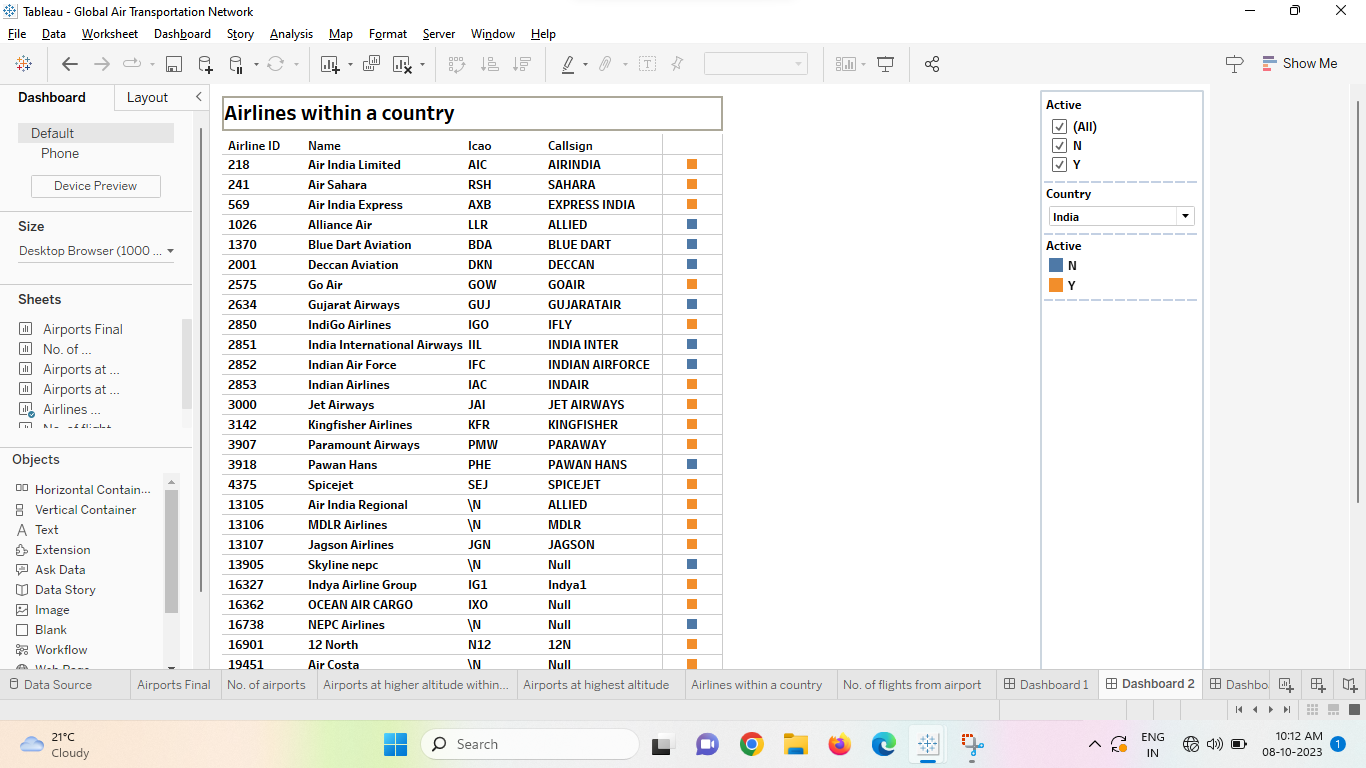 Tableau - Global Air Transportation Network
File Data Worksheet Dashboard Story Analysis Map Format Server Window Help
Show Me
Dashboard Layout
Default
Phone
Device Preview
Size
Desktop Browser (1000 ...
Sheets
Airports Final
No. of ...
Airports at ...
Airports at ...
Airlines ...
No. of flight
Objects
Horizontal Contain...
Vertical Container
Text
Extension
Ask Data
Data Story
Image
Blank
Workflow
Web Page
Airlines within a country
Airline ID Name Icao Callsign
218 Air India Limited AIC AIRINDIA
241 Air Sahara RSH SAHARA
569 Air India Express AXB EXPRESS INDIA
1026 Alliance Air LLR ALLIED
1370 Blue Dart Aviation BDA BLUE DART
2001 Deccan Aviation DKN DECCAN
2575 Go Air GOW GOAIR
2634 Gujarat Airways GUJ GUJARATAIR
2850 IndiGo Airlines IGO IFLY
2851 India International Airways IIL INDIA INTER
2852 Indian Air Force IFC INDIAN AIRFORCE
2853 Indian Airlines IAC INDAIR
3000 Jet Airways JAI JET AIRWAYS
3142 Kingfisher Airlines KFR KINGFISHER
3907 Paramount Airways PMW PARAWAY
3918 Pawan Hans PHE PAWAN HANS
4375 Spicejet SEJ SPICEJET
13105 Air India Regional \N ALLIED
13106 MDLR Airlines \N MDLR
13107 Jagson Airlines JGN JAGSON
13905 Skyline nepc \N Null
16327 Indya Airline Group IG1 Indya1
16362 OCEAN AIR CARGO IXO Null
16738 NEPC Airlines \N Null
16901 12 North N12 12N
19451 Air Costa \N Null
Active
(All)
N
Y
Country
India
Active
N
Y
Data Source Airports Final No. of airports Airports at higher altitude within... Airports at highest altitude Airlines within a country No. of flights from airport Dashboard 1 Dashboard 2 Dashbo
21°C
Cloudy
Search
ENG
IN
10:12 AM
08-10-2023
1